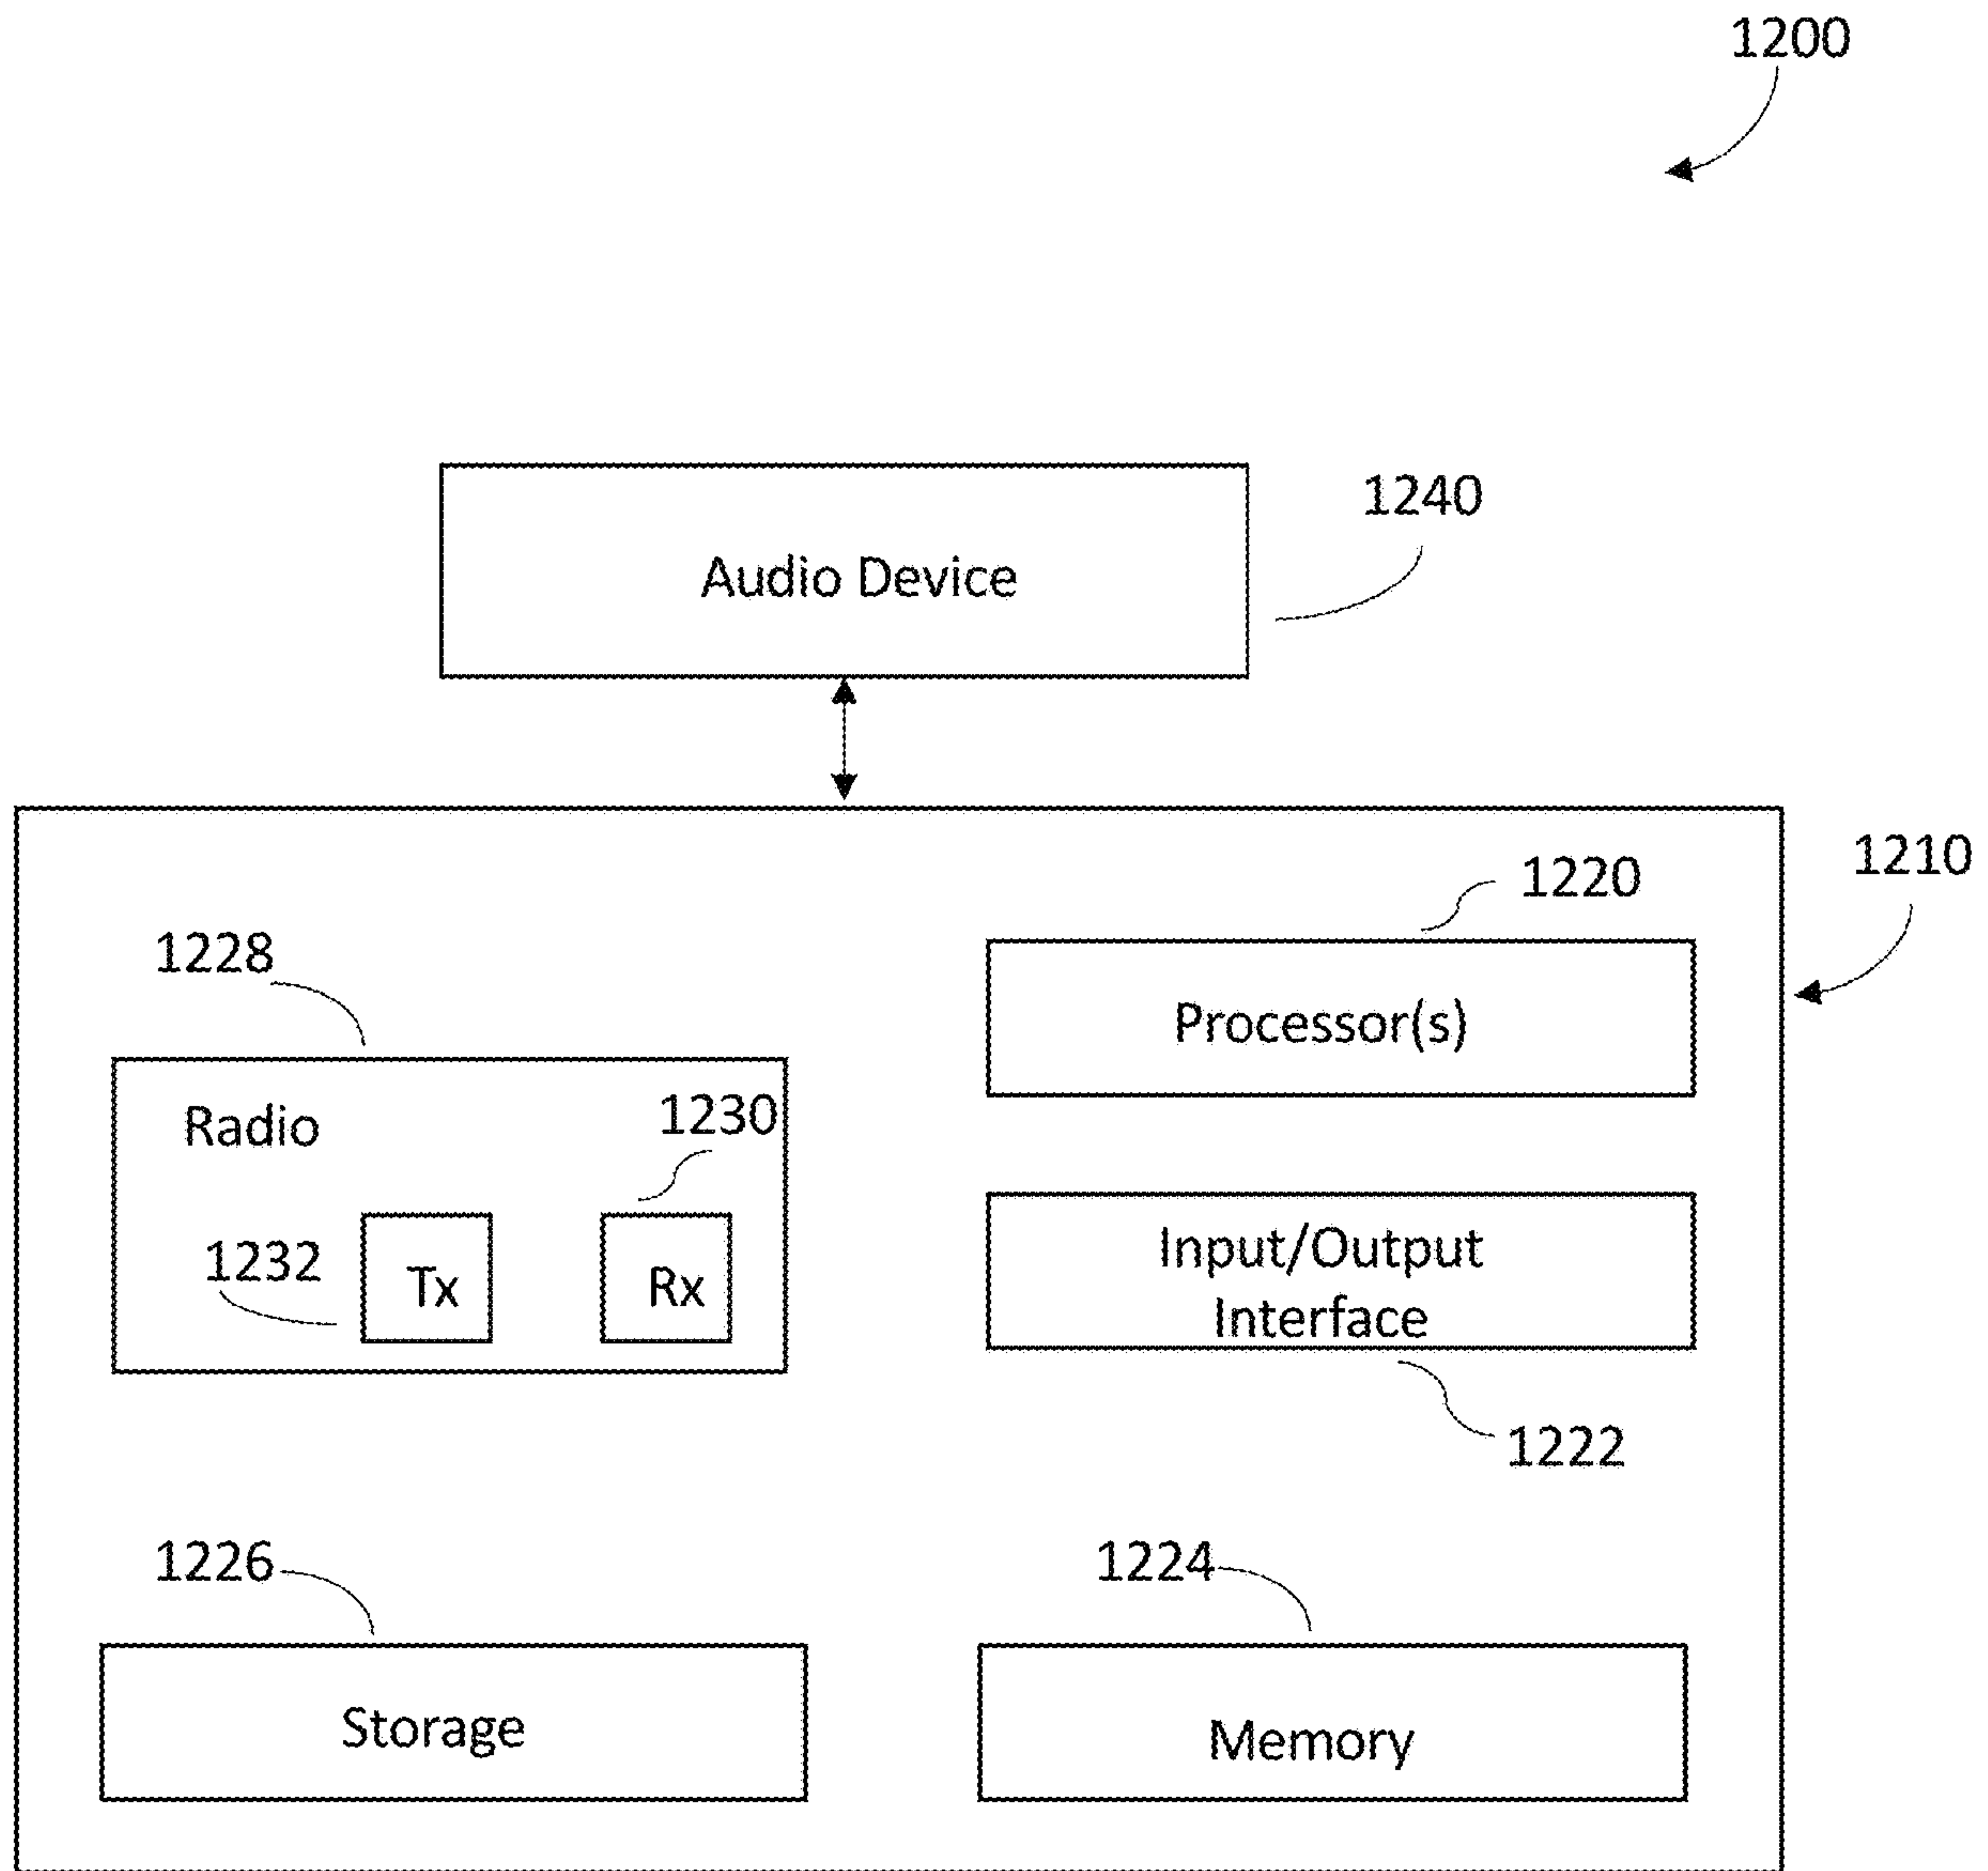 1200
1240
Audio Device
1210
1220
1228
Processor(s)
Radio
1230
1232
Tx
Rx
Input/Output
Interface
1222
1226
1224
Storage
Memory